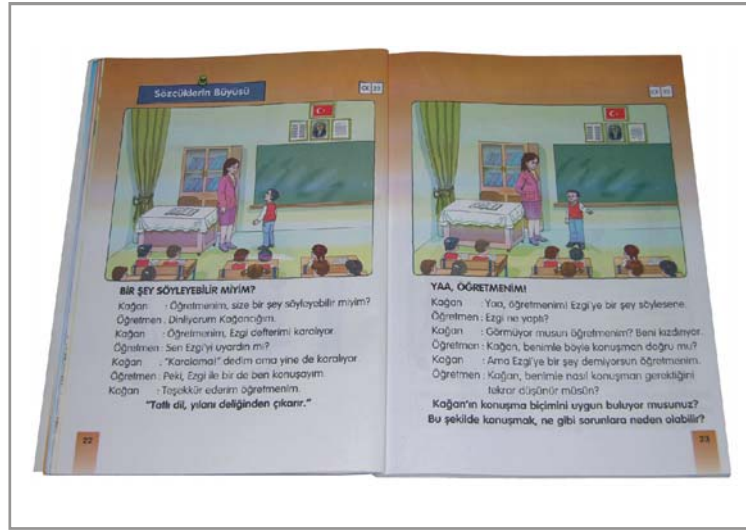 Sözcüklerin Büyüsü
ÇK 23
BİR ŞEY SÖYLEYEBİLİR MİYİM?
Kağan : Öğretmenim, size bir şey söyleyebilir miyim?
Öğretmen : Dinliyorum Kağancığım.
Kağan : Öğretmenim, Ezgi defterimi karalıyor.
Öğretmen : Sen Ezgi'yi uyardın mı?
Kağan : "Karalama!" dedim ama yine de karalıyor.
Öğretmen : Peki, Ezgi ile bir de ben konuşayım.
Kağan : Teşekkür ederim öğretmenim.
"Tatlı dil, yılanı deliğinden çıkarır."
22
YAA, ÖĞRETMENİM!
Kağan : Yaa, öğretmenim! Ezgi'ye bir şey söylesene.
Öğretmen : Ezgi ne yaptı?
Kağan : Görmüyor musun öğretmenim? Beni kızdırıyor.
Öğretmen : Kağan, benimle böyle konuşman doğru mu?
Kağan : Ama Ezgi'ye bir şey demiyorsun öğretmenim.
Öğretmen : Kağan, benimle nasıl konuşman gerektiğini
tekrar düşünür müsün?
Kağan'ın konuşma biçimini uygun buluyor musunuz?
Bu şekilde konuşmak, ne gibi sorunlara neden olabilir?
23